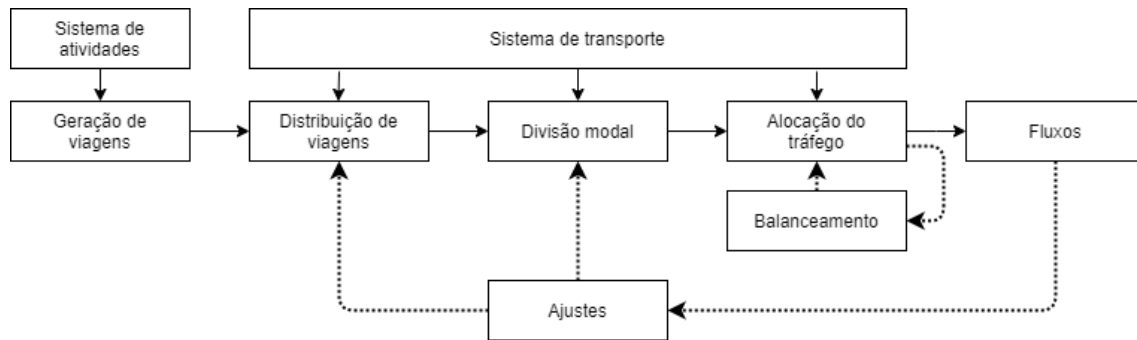 Sistema de
atividades
Sistema de transporte
Geração de
viagens
Distribuição de
viagens
Divisão modal
Alocação do
tráfego
Fluxos
Balanceamento
Ajustes